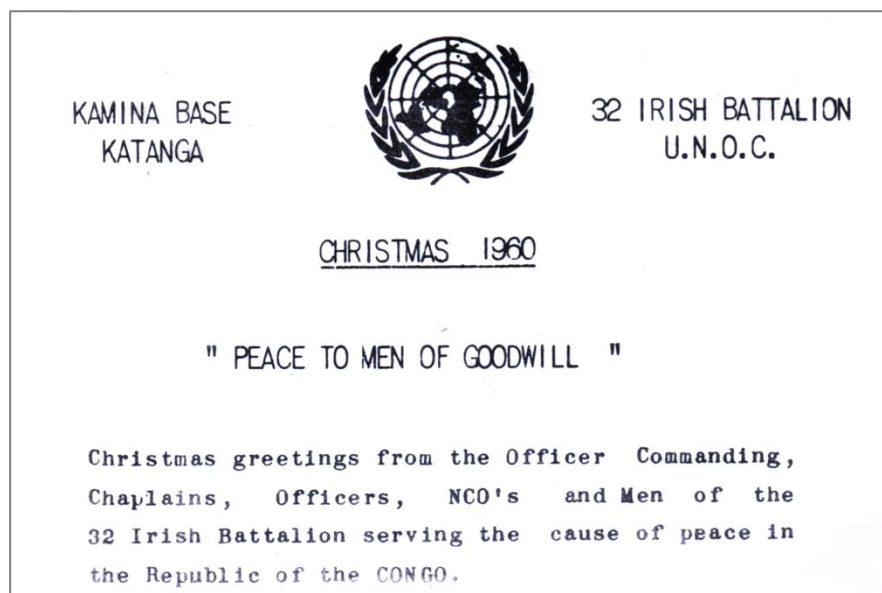 KAMINA BASE
KATANGA
32 IRISH BATTALION
U.N.O.C.
CHRISTMAS 1960
" PEACE TO MEN OF GOODWILL "
Christmas greetings from the Officer Commanding,
Chaplains, Officers, NCO's and Men of the
32 Irish Battalion serving the cause of peace in
the Republic of the CONGO.